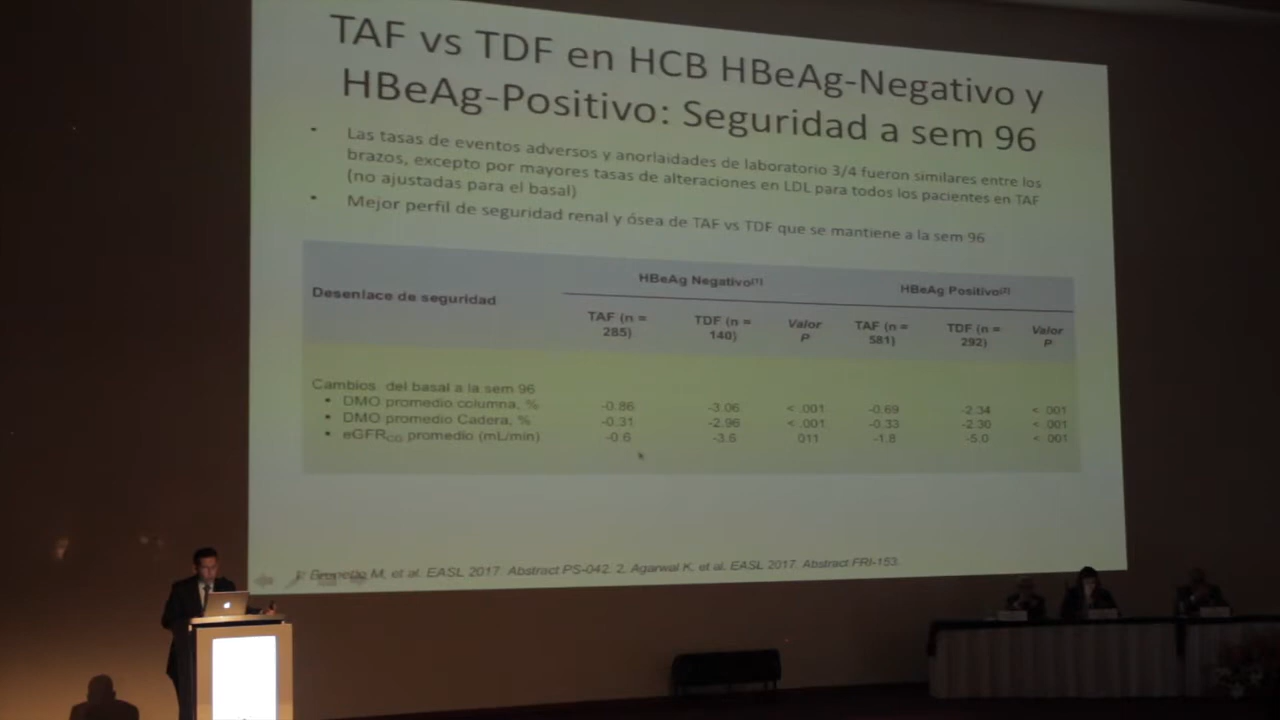 TAF vs TDF en HCB HBeAg-Negativo y
HBeAg-Positivo: Seguridad a sem 96
• Las tasas de eventos adversos y anorlaidades de laboratorio 3/4 fueron similares entre los
brazos, excepto por mayores tasas de alteraciones en LDL para todos los pacientes en TAF
(no ajustadas para el basal)
• Mejor perfil de seguridad renal y ósea de TAF vs TDF que se mantiene a la sem 96
Desenlace de seguridad
HBeAg Negativo[1] HBeAg Positivo[2]
TAF (n = 285) TDF (n = 140) Valor P TAF (n = 581) TDF (n = 292) Valor P
Cambios del basal a la sem 96
• DMO promedio columna, % -0.86 -3.06 < .001 -0.69 -2.34 < .001
• DMO promedio Cadera, % -0.31 -2.96 < .001 -0.33 -2.30 < .001
• eGFRCG promedio (mL/min) -0.6 -3.6 011 -1.8 -5.0 < .001
M, et al. EASL 2017. Abstract PS-042. 2. Agarwal K, et al. EASL 2017. Abstract FRI-153.